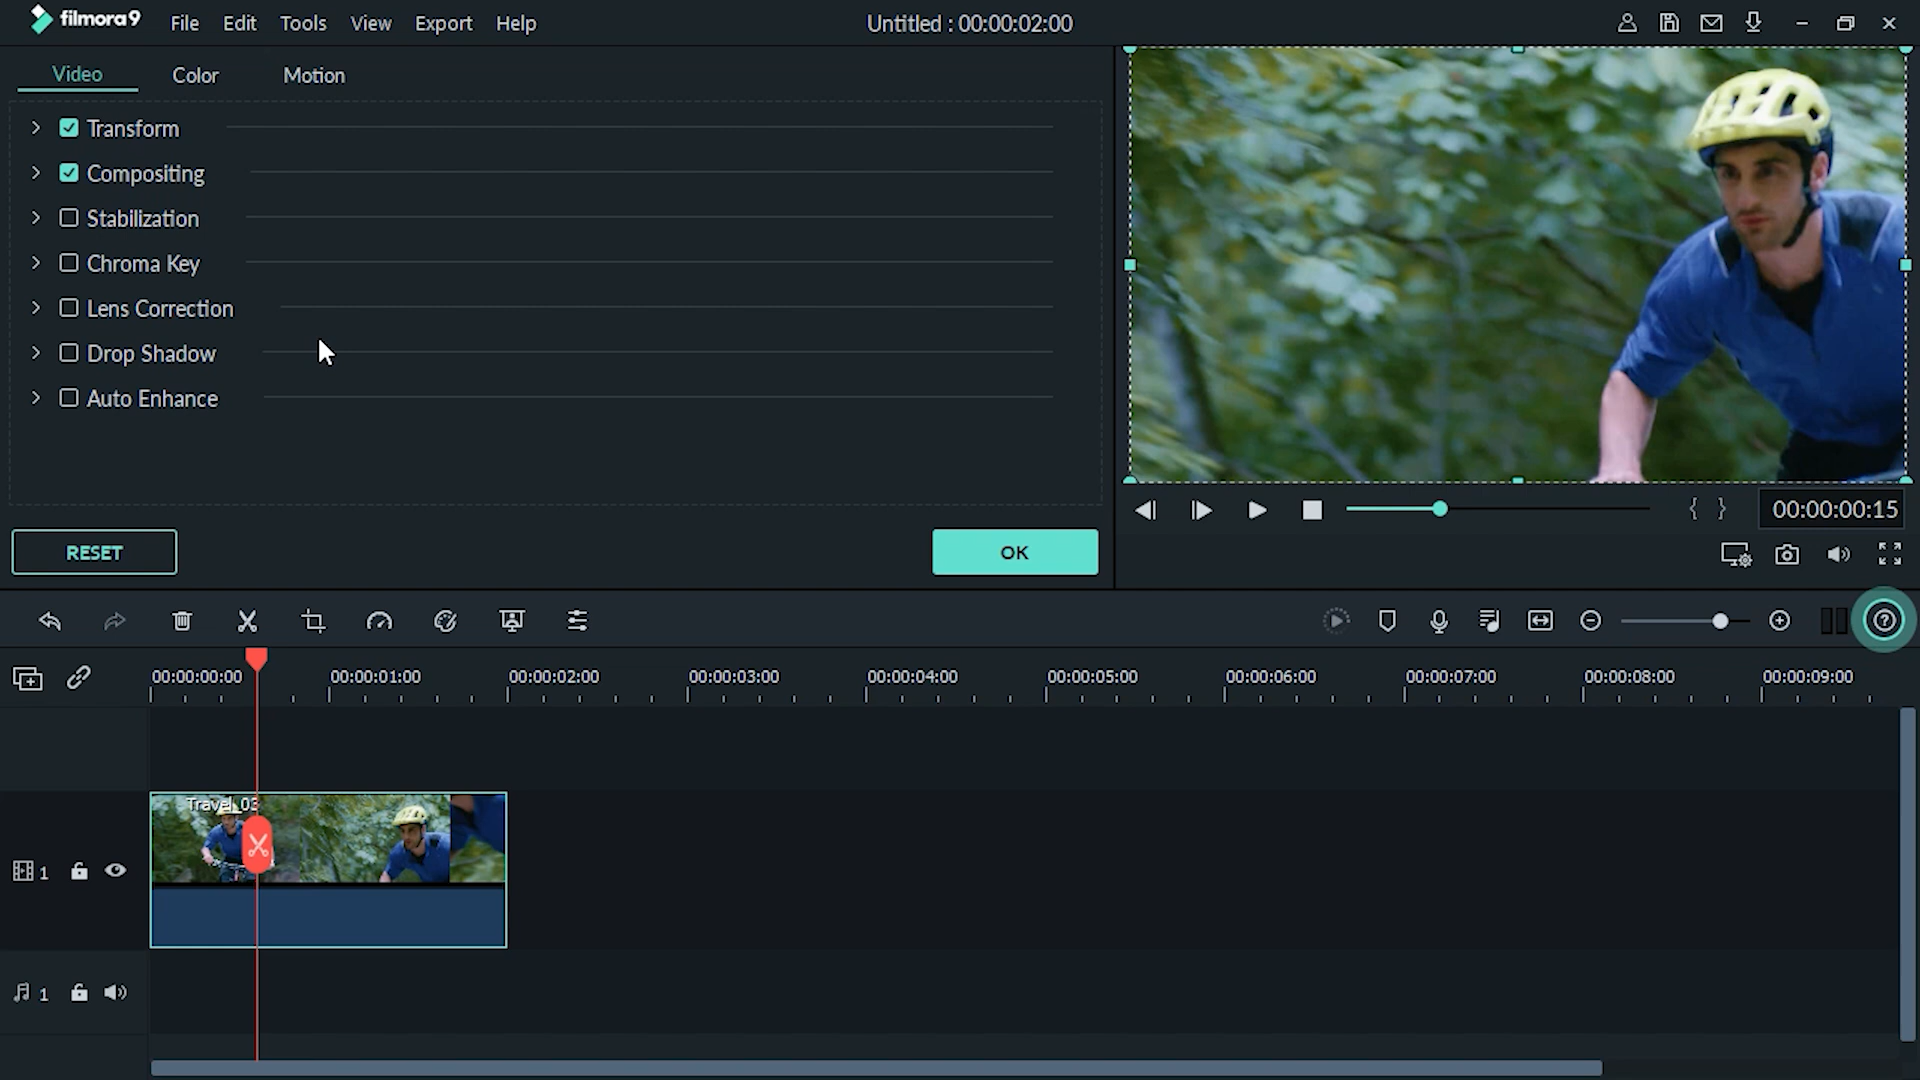 filmora9 File Edit Tools View Export Help Untitled : 00:00:02:00
Video Color Motion
Transform
Compositing
Stabilization
Chroma Key
Lens Correction
Drop Shadow
Auto Enhance
RESET OK
00:00:00:15
00:00:00:00 00:00:01:00 00:00:02:00 00:00:03:00 00:00:04:00 00:00:05:00 00:00:06:00 00:00:07:00 00:00:08:00 00:00:09:00
Travel_03
1
1